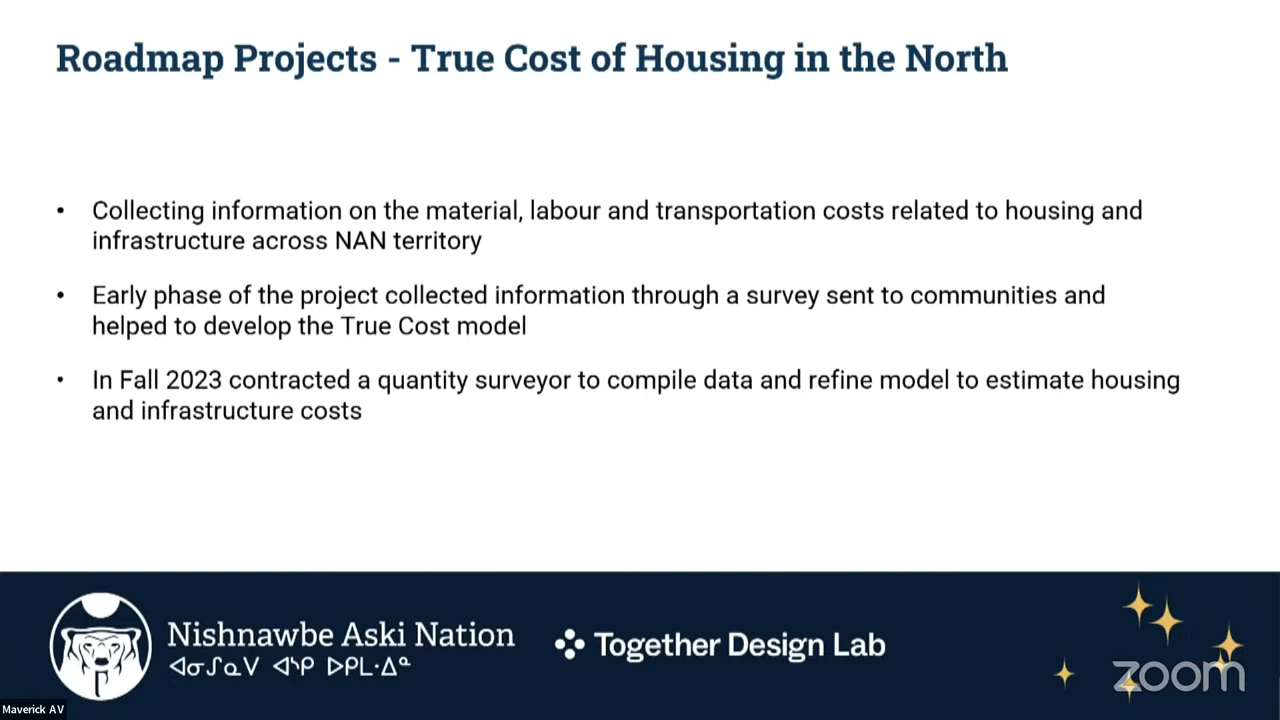 Roadmap Projects - True Cost of Housing in the North
• Collecting information on the material, labour and transportation costs related to housing and
infrastructure across NAN territory
• Early phase of the project collected information through a survey sent to communities and
helped to develop the True Cost model
• In Fall 2023 contracted a quantity surveyor to compile data and refine model to estimate housing
and infrastructure costs
Nishnawbe Aski Nation
ᐊᓂᔑᓇᐯ ᐊᔅᑭ ᐅᑭᒪᐧᐃᐣ
Together Design Lab
zoom
Maverick AV